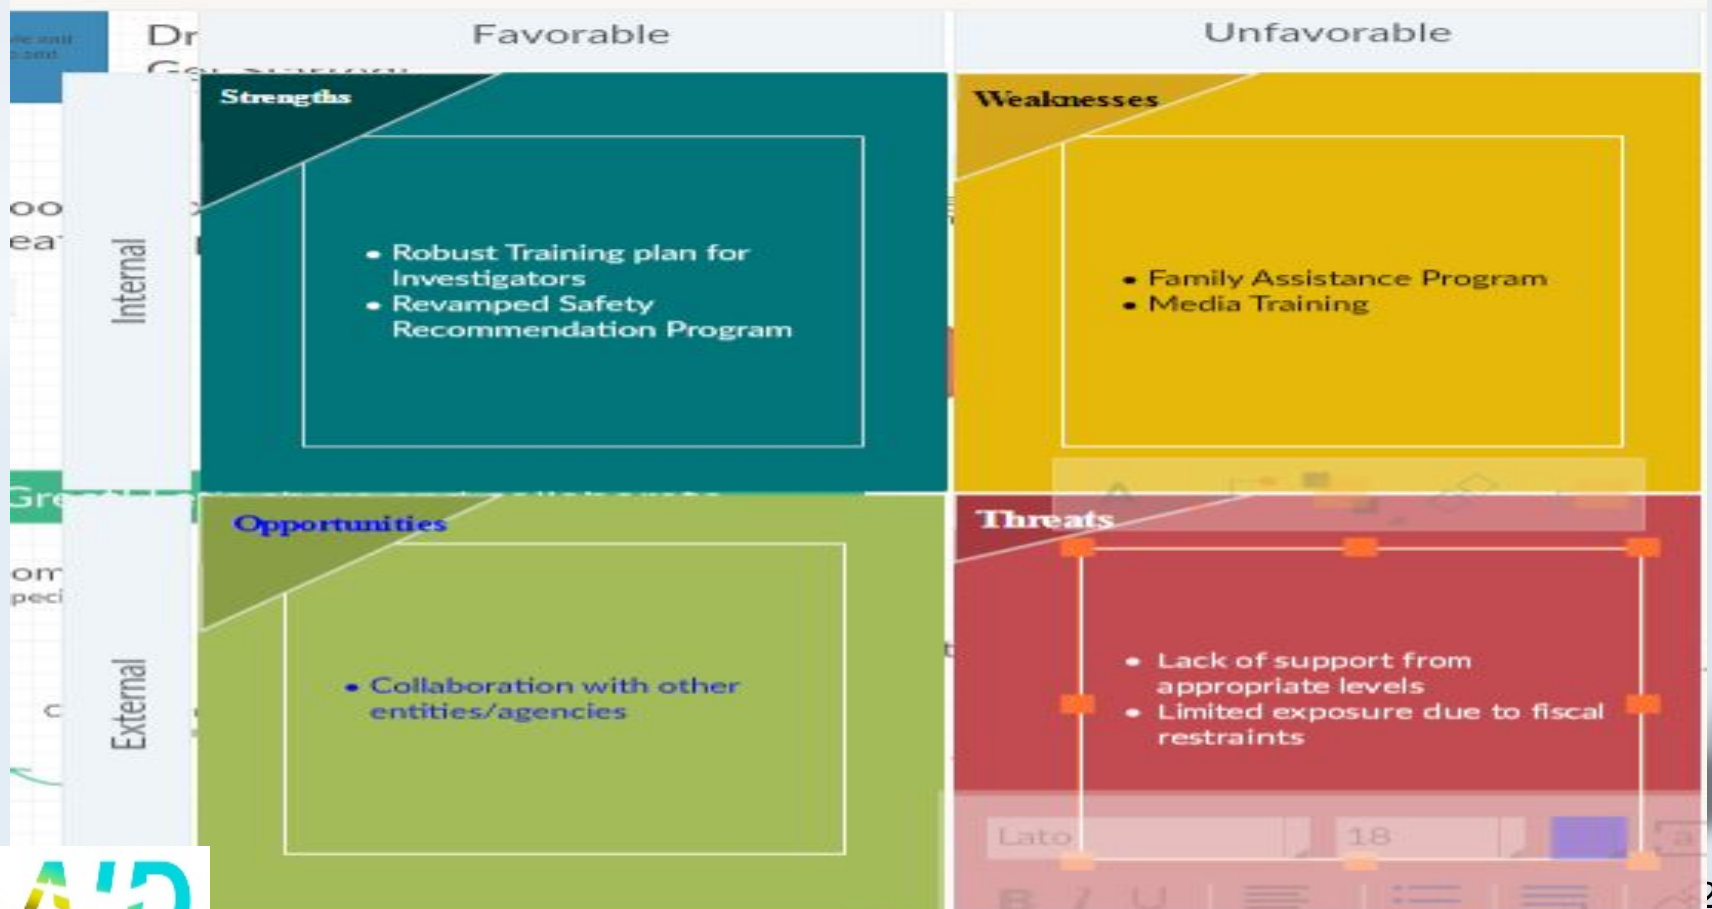 Favorable
Unfavorable
Dr
Strengths
Weaknesses
Internal
• Robust Training plan for
Investigators
• Revamped Safety
Recommendation Program
• Family Assistance Program
• Media Training
Opportunities
Threats
External
• Collaboration with other
entities/agencies
• Lack of support from
appropriate levels
• Limited exposure due to fiscal
restraints
Lato
18
B I U